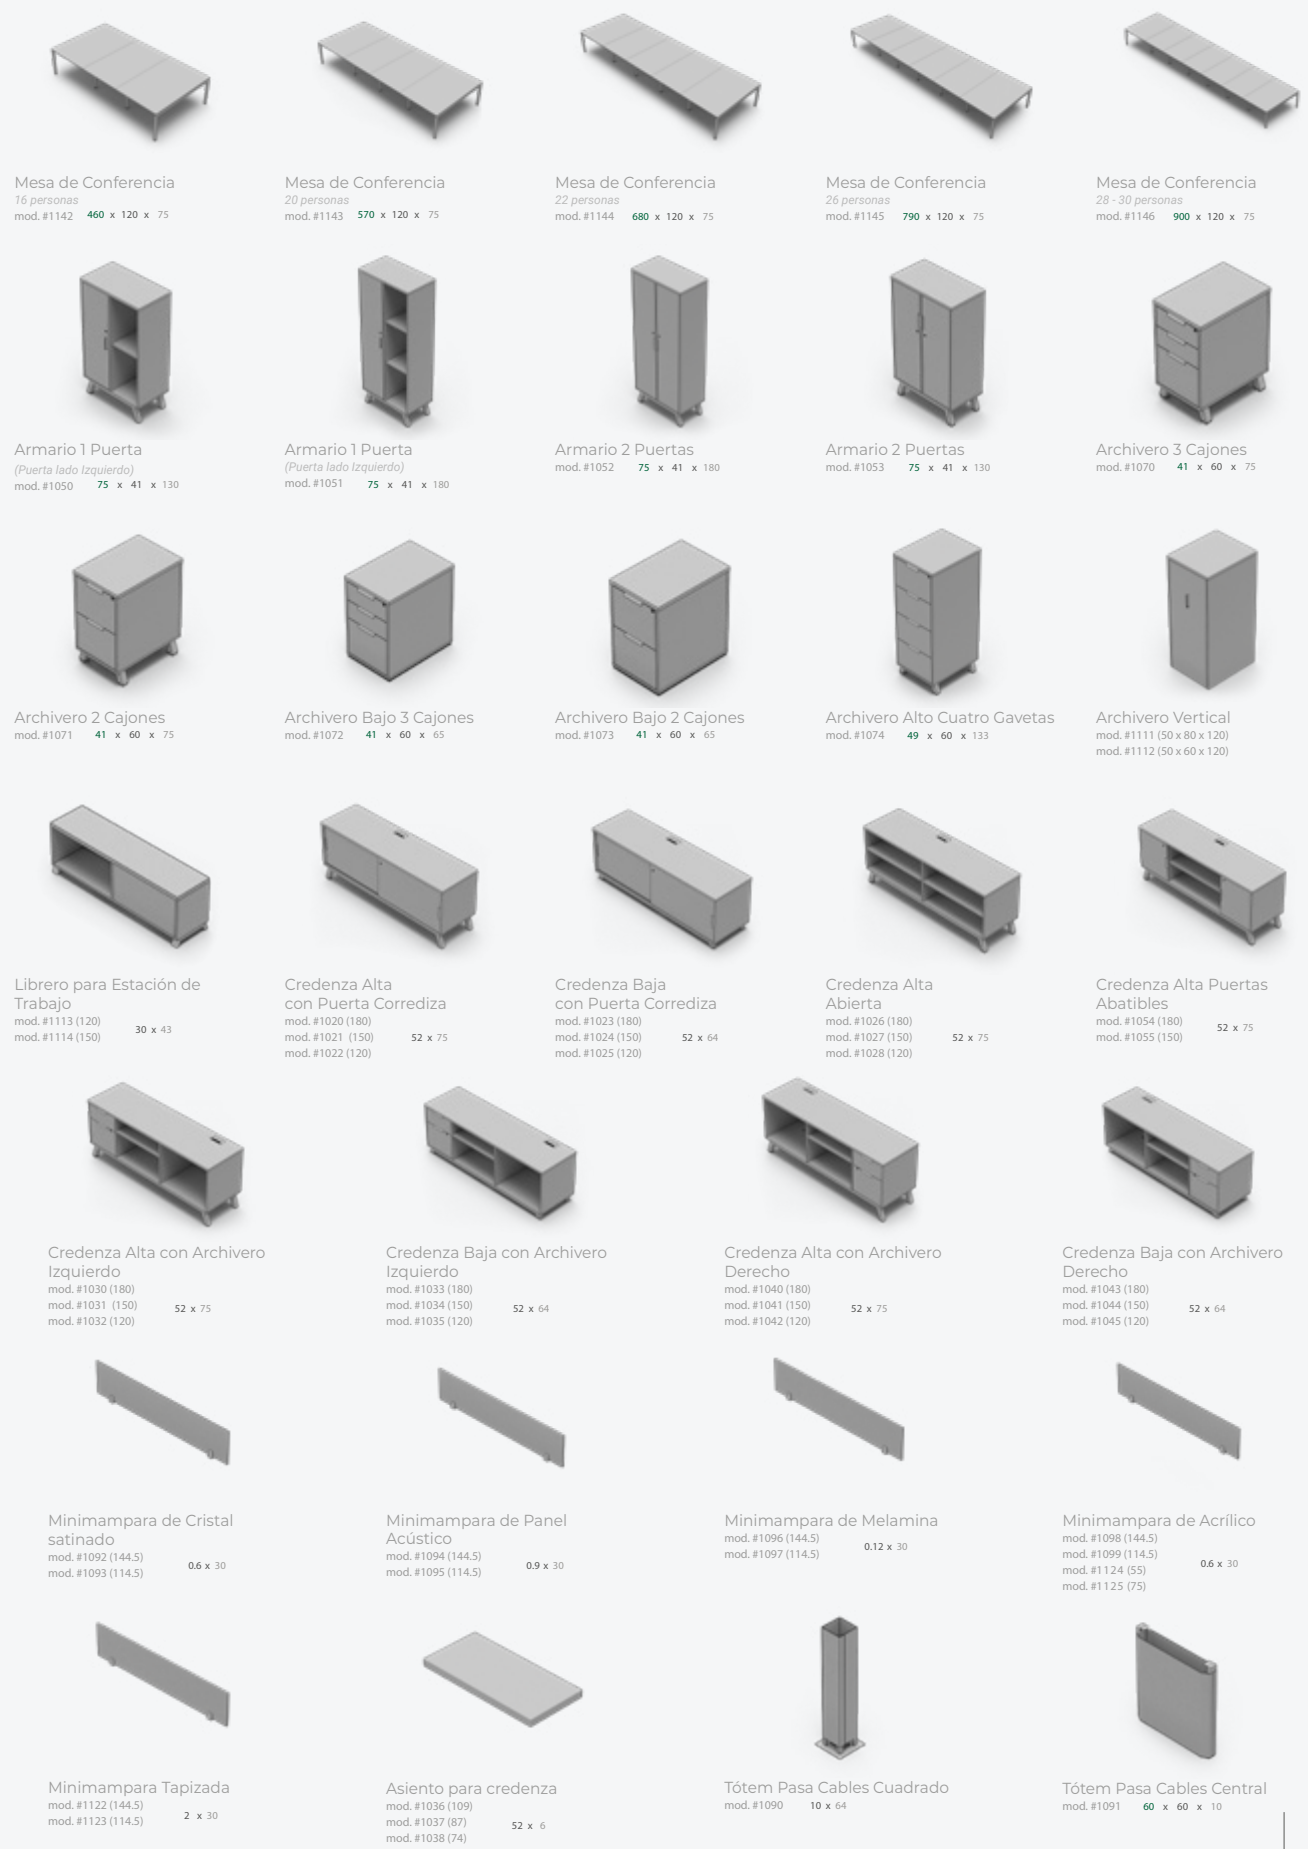 Mesa de Conferencia
16 personas
mod. #1142 460 x 120 x 75
Mesa de Conferencia
20 personas
mod. #1143 570 x 120 x 75
Mesa de Conferencia
22 personas
mod. #1144 680 x 120 x 75
Mesa de Conferencia
26 personas
mod. #1145 790 x 120 x 75
Mesa de Conferencia
28 - 30 personas
mod. #1146 900 x 120 x 75
Armario 1 Puerta
(Puerta lado Izquierdo)
mod. #1050 75 x 41 x 130
Armario 1 Puerta
(Puerta lado Izquierdo)
mod. #1051 75 x 41 x 180
Armario 2 Puertas
mod. #1052 75 x 41 x 180
Armario 2 Puertas
mod. #1053 75 x 41 x 130
Archivero 3 Cajones
mod. #1070 41 x 60 x 75
Archivero 2 Cajones
mod. #1071 41 x 60 x 75
Archivero Bajo 3 Cajones
mod. #1072 41 x 60 x 65
Archivero Bajo 2 Cajones
mod. #1073 41 x 60 x 65
Archivero Alto Cuatro Gavetas
mod. #1074 49 x 60 x 133
Archivero Vertical
mod. #1111 (50 x 80 x 120)
mod. #1112 (50 x 60 x 120)
Librero para Estación de
Trabajo
mod. #1113 (120)
mod. #1114 (150)
30 x 43
Credenza Alta
con Puerta Corrediza
mod. #1020 (180)
mod. #1021 (150) 52 x 75
mod. #1022 (120)
Credenza Baja
con Puerta Corrediza
mod. #1023 (180)
mod. #1024 (150) 52 x 64
mod. #1025 (120)
Credenza Alta
Abierta
mod. #1026 (180)
mod. #1027 (150) 52 x 75
mod. #1028 (120)
Credenza Alta Puertas
Abatibles
mod. #1054 (180)
mod. #1055 (150)
52 x 75
Credenza Alta con Archivero
Izquierdo
mod. #1030 (180)
mod. #1031 (150) 52 x 75
mod. #1032 (120)
Credenza Baja con Archivero
Izquierdo
mod. #1033 (180)
mod. #1034 (150) 52 x 64
mod. #1035 (120)
Credenza Alta con Archivero
Derecho
mod. #1040 (180)
mod. #1041 (150) 52 x 75
mod. #1042 (120)
Credenza Baja con Archivero
Derecho
mod. #1043 (180)
mod. #1044 (150) 52 x 64
mod. #1045 (120)
Minimampara de Cristal
satinado
mod. #1092 (144.5)
mod. #1093 (114.5)
0.6 x 30
Minimampara de Panel
Acústico
mod. #1094 (144.5)
mod. #1095 (114.5)
0.9 x 30
Minimampara de Melamina
mod. #1096 (144.5)
mod. #1097 (114.5)
0.12 x 30
Minimampara de Acrílico
mod. #1098 (144.5)
mod. #1099 (114.5)
mod. #1124 (55)
mod. #1125 (75)
0.6 x 30
Minimampara Tapizada
mod. #1122 (144.5)
mod. #1123 (114.5)
2 x 30
Asiento para credenza
mod. #1036 (109)
mod. #1037 (87) 52 x 6
mod. #1038 (74)
Tótem Pasa Cables Cuadrado
mod. #1090 10 x 64
Tótem Pasa Cables Central
mod. #1091 60 x 60 x 10